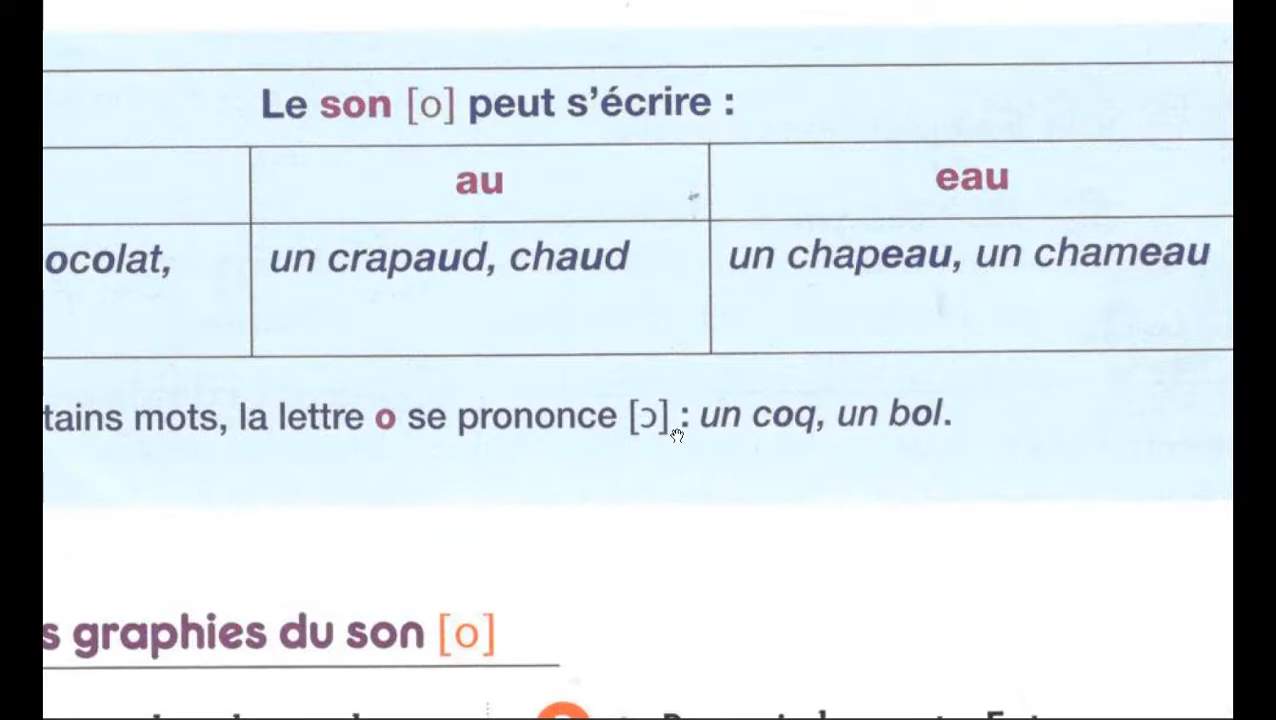 Le son [o] peut s'écrire :
au
eau
ocolat,
un crapaud, chaud
un chapeau, un chameau
tains mots, la lettre o se prononce [ɔ] : un coq, un bol.
s graphies du son [o]